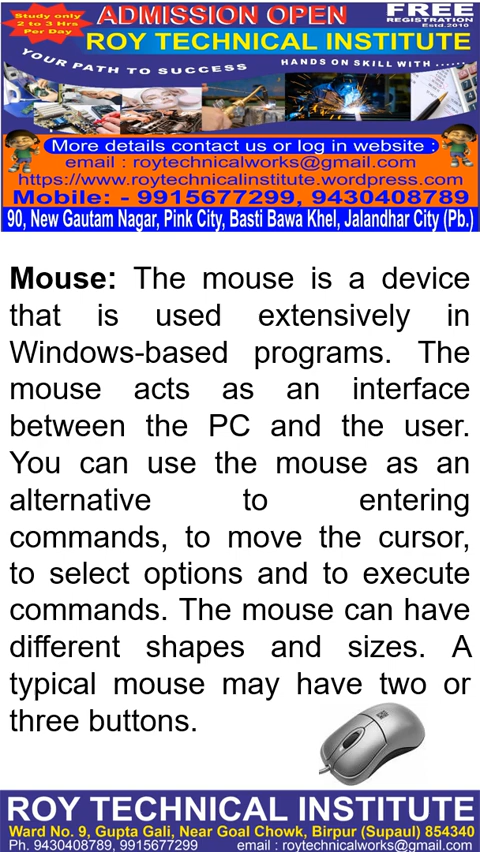 Study only
2 to 3 Hrs
Per Day
ADMISSION OPEN
FREE
REGISTRATION
Estd.2010
ROY TECHNICAL INSTITUTE
YOUR PATH TO SUCCESS
HANDS ON SKILL WITH ......
More details contact us or log in website :
email : roytechnicalworks@gmail.com
https://www.roytechnicalinstitute.wordpress.com
Mobile: - 9915677299, 9430408789
90, New Gautam Nagar, Pink City, Basti Bawa Khel, Jalandhar City (Pb.)
Mouse: The mouse is a device
that is used extensively in
Windows-based programs. The
mouse acts as an interface
between the PC and the user.
You can use the mouse as an
alternative to entering
commands, to move the cursor,
to select options and to execute
commands. The mouse can have
different shapes and sizes. A
typical mouse may have two or
three buttons.
ROY TECHNICAL INSTITUTE
Ward No. 9, Gupta Gali, Near Goal Chowk, Birpur (Supaul) 854340
Ph. 9430408789, 9915677299 email : roytechnicalworks@gmail.com